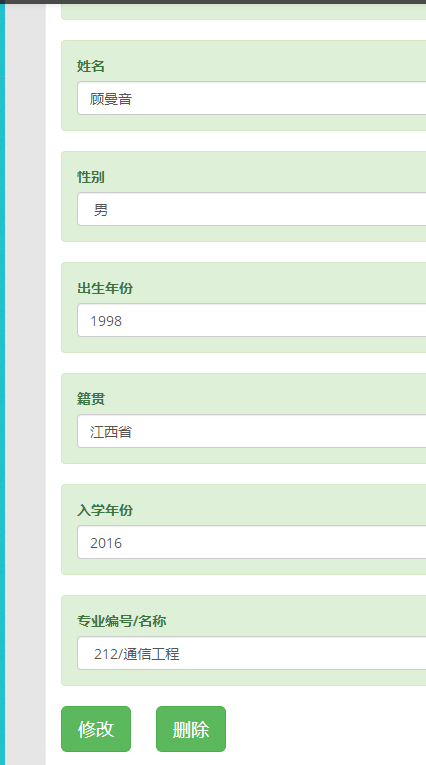 姓名
顾曼音
性别
男
出生年份
1998
籍贯
江西省
入学年份
2016
专业编号/名称
212/通信工程
修改 删除